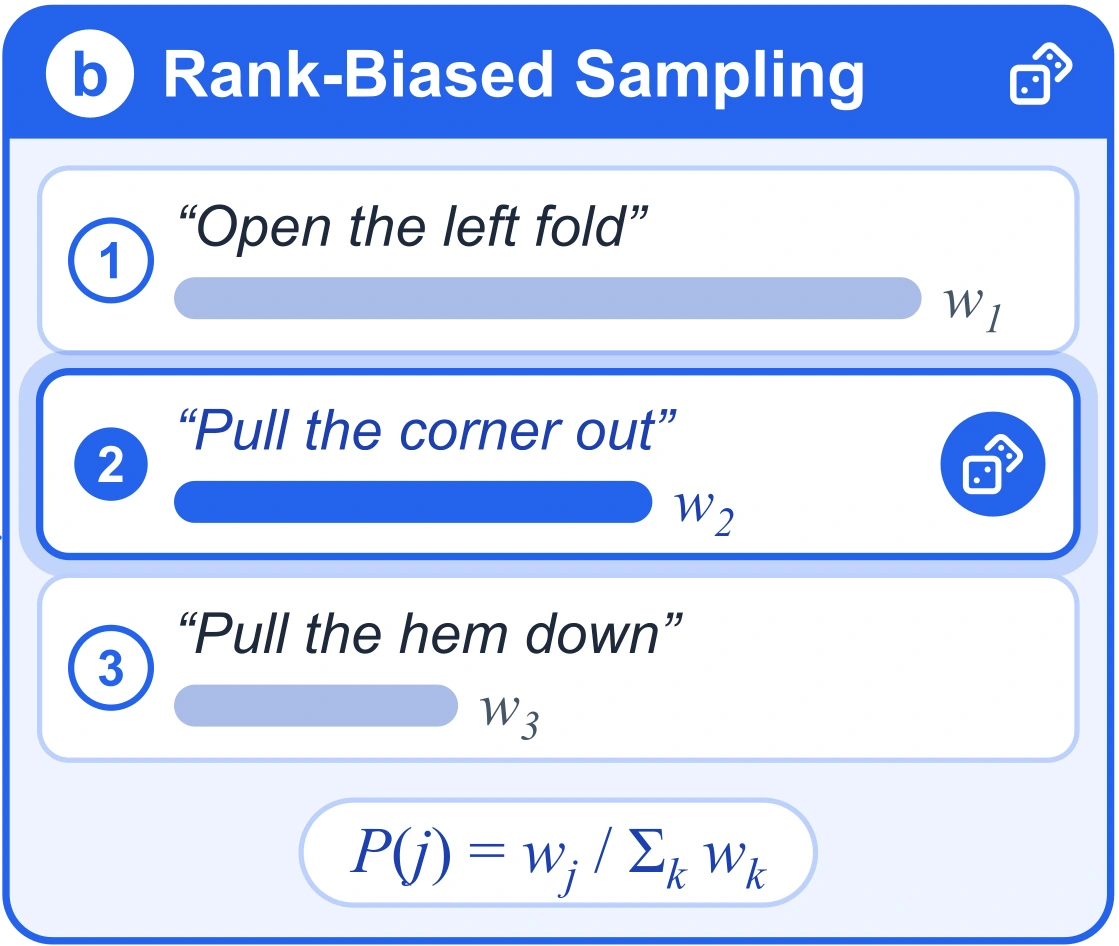 b Rank-Biased Sampling
1 “Open the left fold”
w₁
2 “Pull the corner out”
w₂
3 “Pull the hem down”
w₃
P(j) = wⱼ / Σₖ wₖ